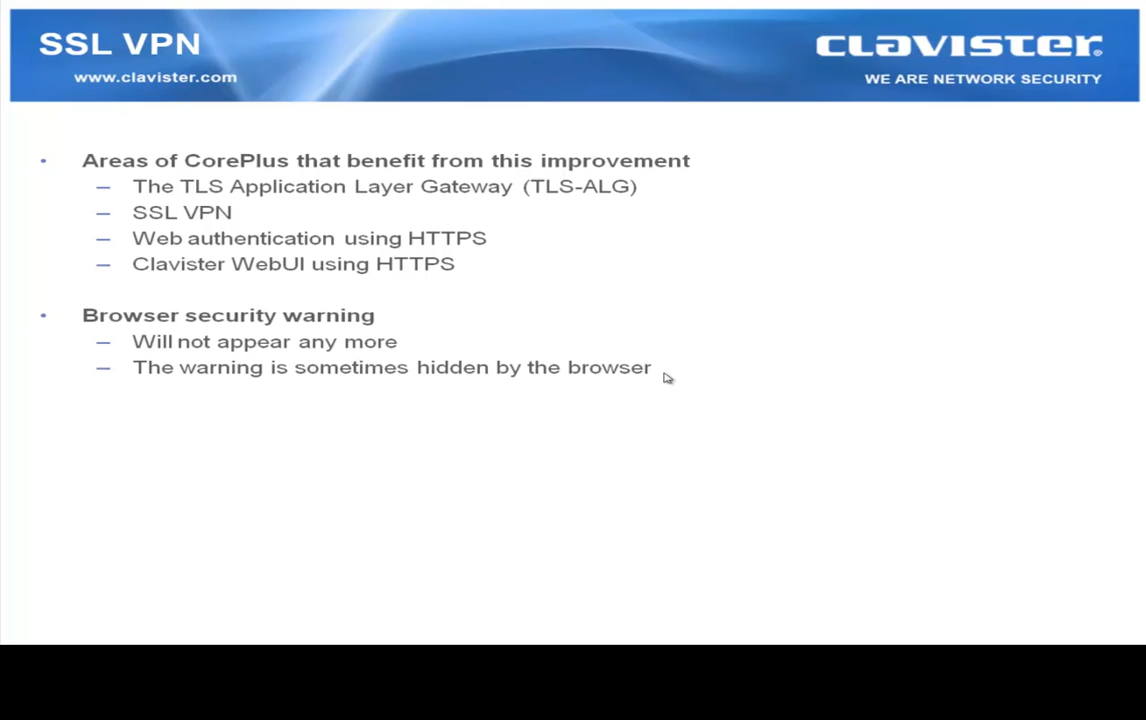 SSL VPN
www.clavister.com
CLAVISTER®
WE ARE NETWORK SECURITY
• Areas of CorePlus that benefit from this improvement
– The TLS Application Layer Gateway (TLS-ALG)
– SSL VPN
– Web authentication using HTTPS
– Clavister WebUI using HTTPS
• Browser security warning
– Will not appear any more
– The warning is sometimes hidden by the browser